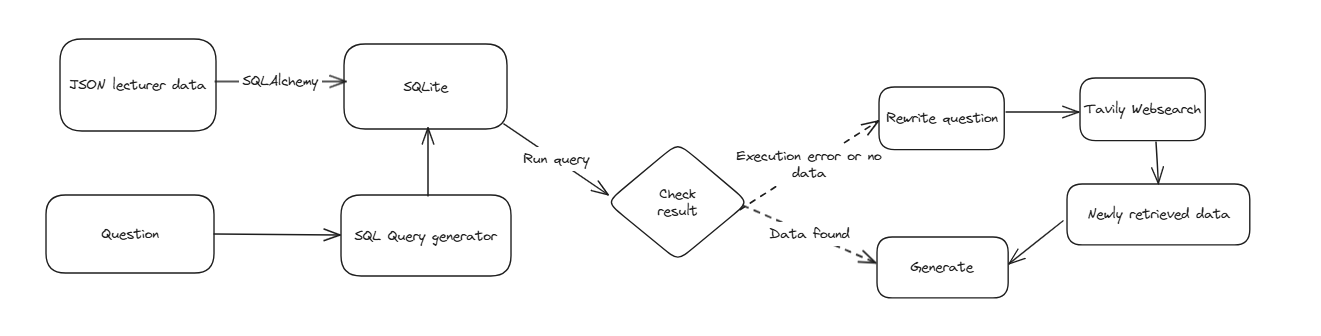 JSON lecturer data
SQLAlchemy
SQLite
Run query
Question
SQL Query generator
Check
result
Execution error or no
data
Data found
Rewrite question
Tavily Websearch
Newly retrieved data
Generate